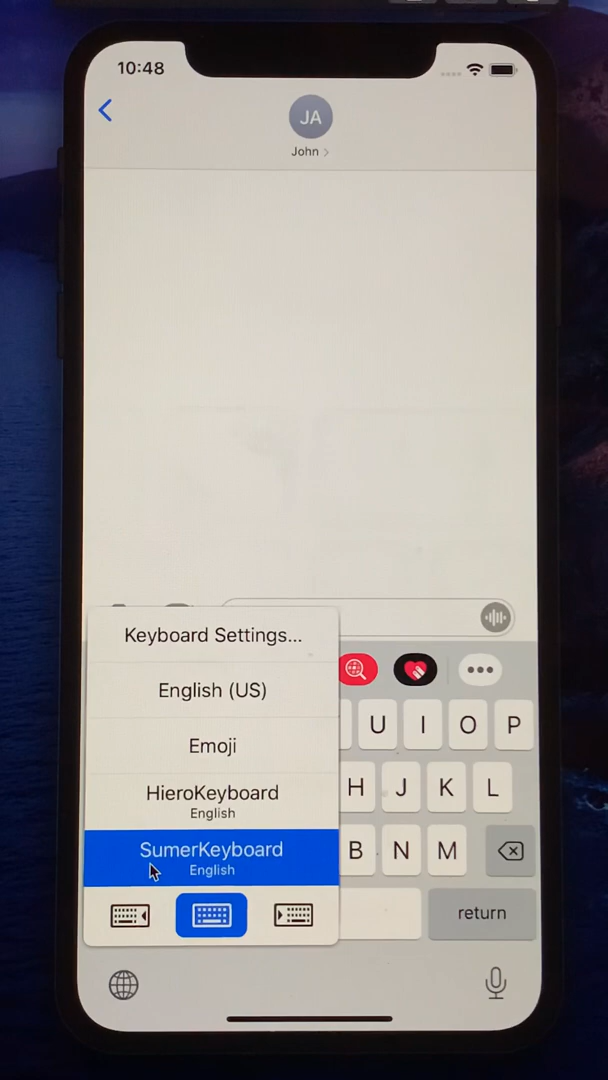 10:48
JA
John >
Keyboard Settings...
English (US)
Emoji
HieroKeyboard
English
SumerKeyboard
English
U I O P
H J K L
B N M
return